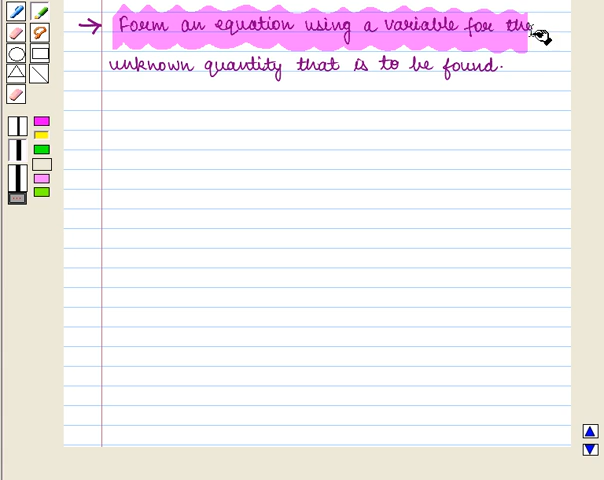 → Form an equation using a variable for the
unknown quantity that is to be found.